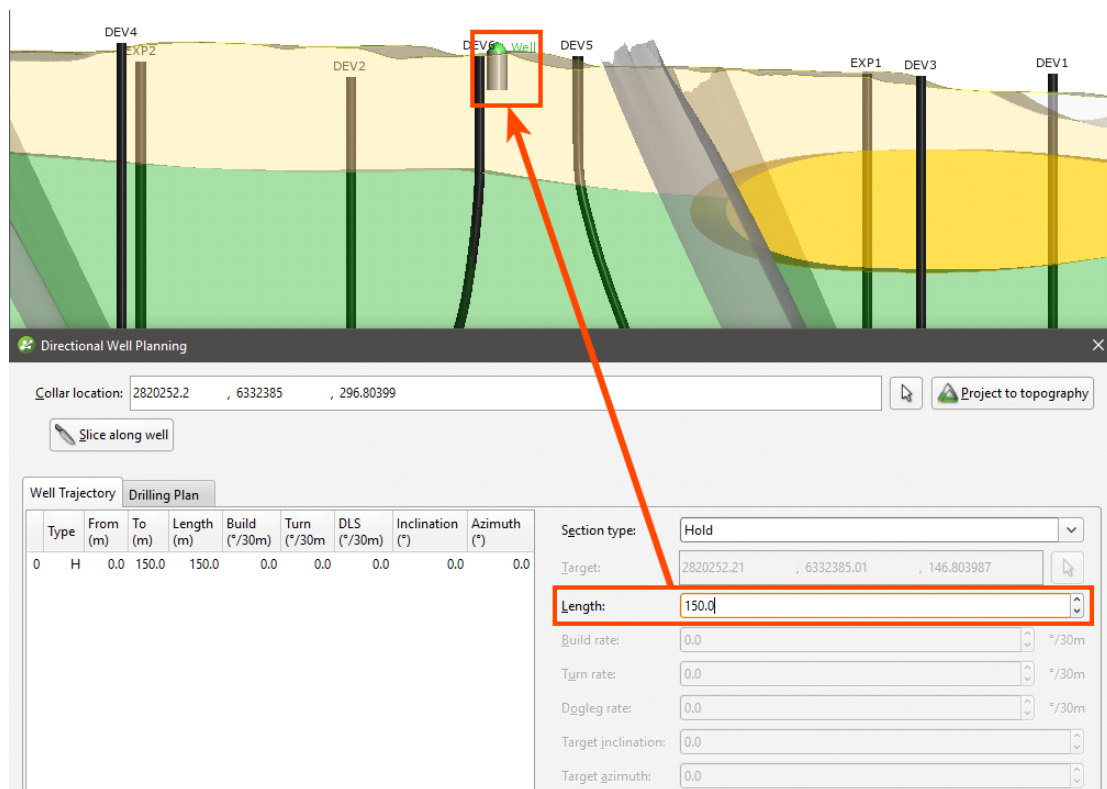 DEV4
EXP2
DEV2
DEV6 Well DEV5
EXP1 DEV3
DEV1
Directional Well Planning
Collar location: 2820252.2 , 6332385 , 296.80399 Project to topography
Slice along well
Well Trajectory Drilling Plan
Type From (m) To (m) Length (m) Build (°/30m) Turn (°/30m DLS (°/30m) Inclination (°) Azimuth (°)
0 H 0.0 150.0 150.0 0.0 0.0 0.0 0.0 0.0
Section type: Hold
Target: 2820252.21 , 6332385.01 , 146.803987
Length: 150.0
Build rate: 0.0 °/30m
Turn rate: 0.0 °/30m
Dogleg rate: 0.0 °/30m
Target inclination: 0.0
Target azimuth: 0.0